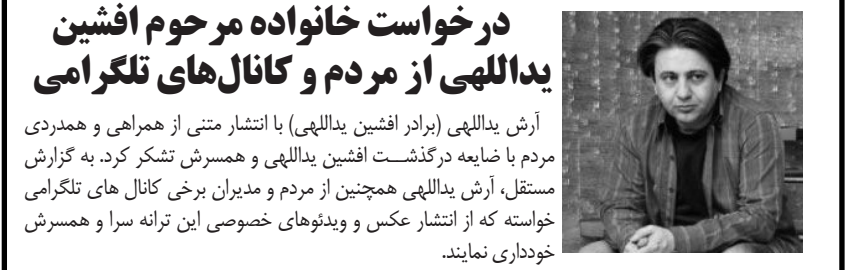 درخواست خانواده مرحوم افشین
یداللهی از مردم و کانال‌های تلگرامی
آرش یداللهی (برادر افشین یداللهی) با انتشار متنی از همراهی و همدردی
مردم با ضایعه درگذشــت افشین یداللهی و همسرش تشکر کرد. به گزارش
مستقل، آرش یداللهی همچنین از مردم و مدیران برخی کانال های تلگرامی
خواسته که از انتشار عکس و ویدئوهای خصوصی این ترانه سرا و همسرش
خودداری نمایند.